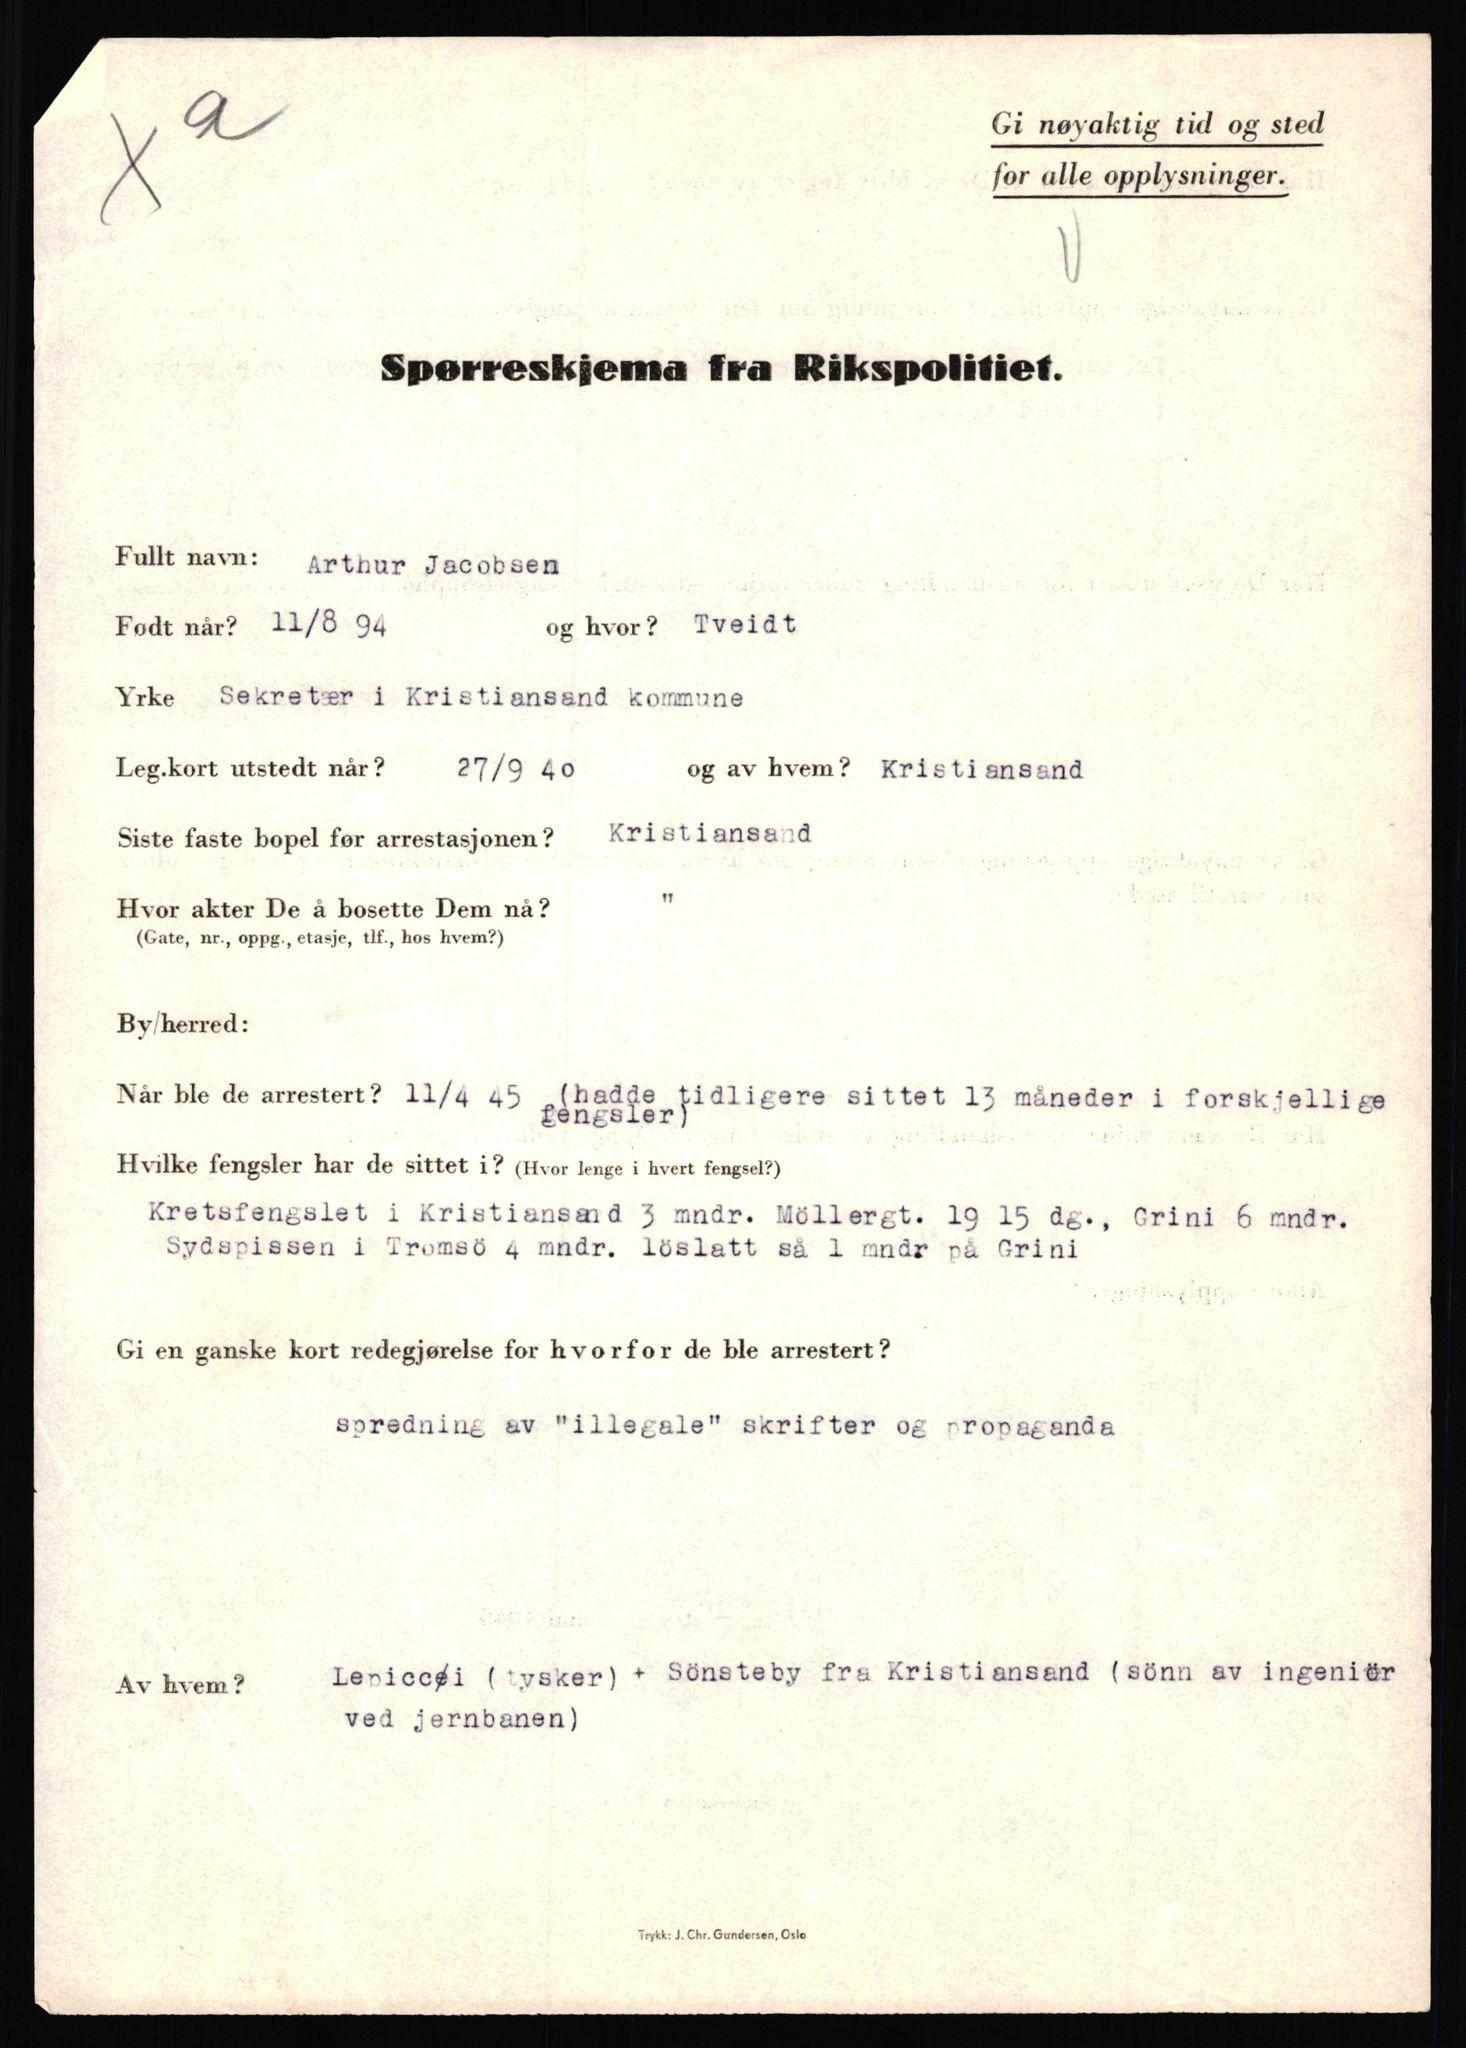 X a
Gi nøyaktig tid og sted
for alle opplysninger.
Spørreskjema fra Rikspolitiet.
Fullt navn: Arthur Jacobsen
Født når? 11/8 94 og hvor? Tveidt
Yrke Sekretær i Kristiansand kommune
Leg.kort utstedt når? 27/9 40 og av hvem? Kristiansand
Siste faste bopel før arrestasjonen? Kristiansand
Hvor akter De å bosette Dem nå? "
(Gate, nr., oppg., etasje, tlf., hos hvem?)
By/herred:
Når ble de arrestert? 11/4 45 (hadde tidligere sittet 13 måneder i forskjellige
fengsler)
Hvilke fengsler har de sittet i? (Hvor lenge i hvert fengsel?)
Kretsfengslet i Kristiansand 3 mndr. Möllergt. 19 15 dg., Grini 6 mndr.
Sydspissen i Tromsö 4 mndr. löslatt så 1 mndr på Grini
Gi en ganske kort redegjørelse for hvorfor de ble arrestert?
spredning av "illegale" skrifter og propaganda
Av hvem? (tysker) + Sönsteby fra Kristiansand (sönn av ingeniör
ved jernbanen)
Trykk: J. Chr. Gundersen, Oslo